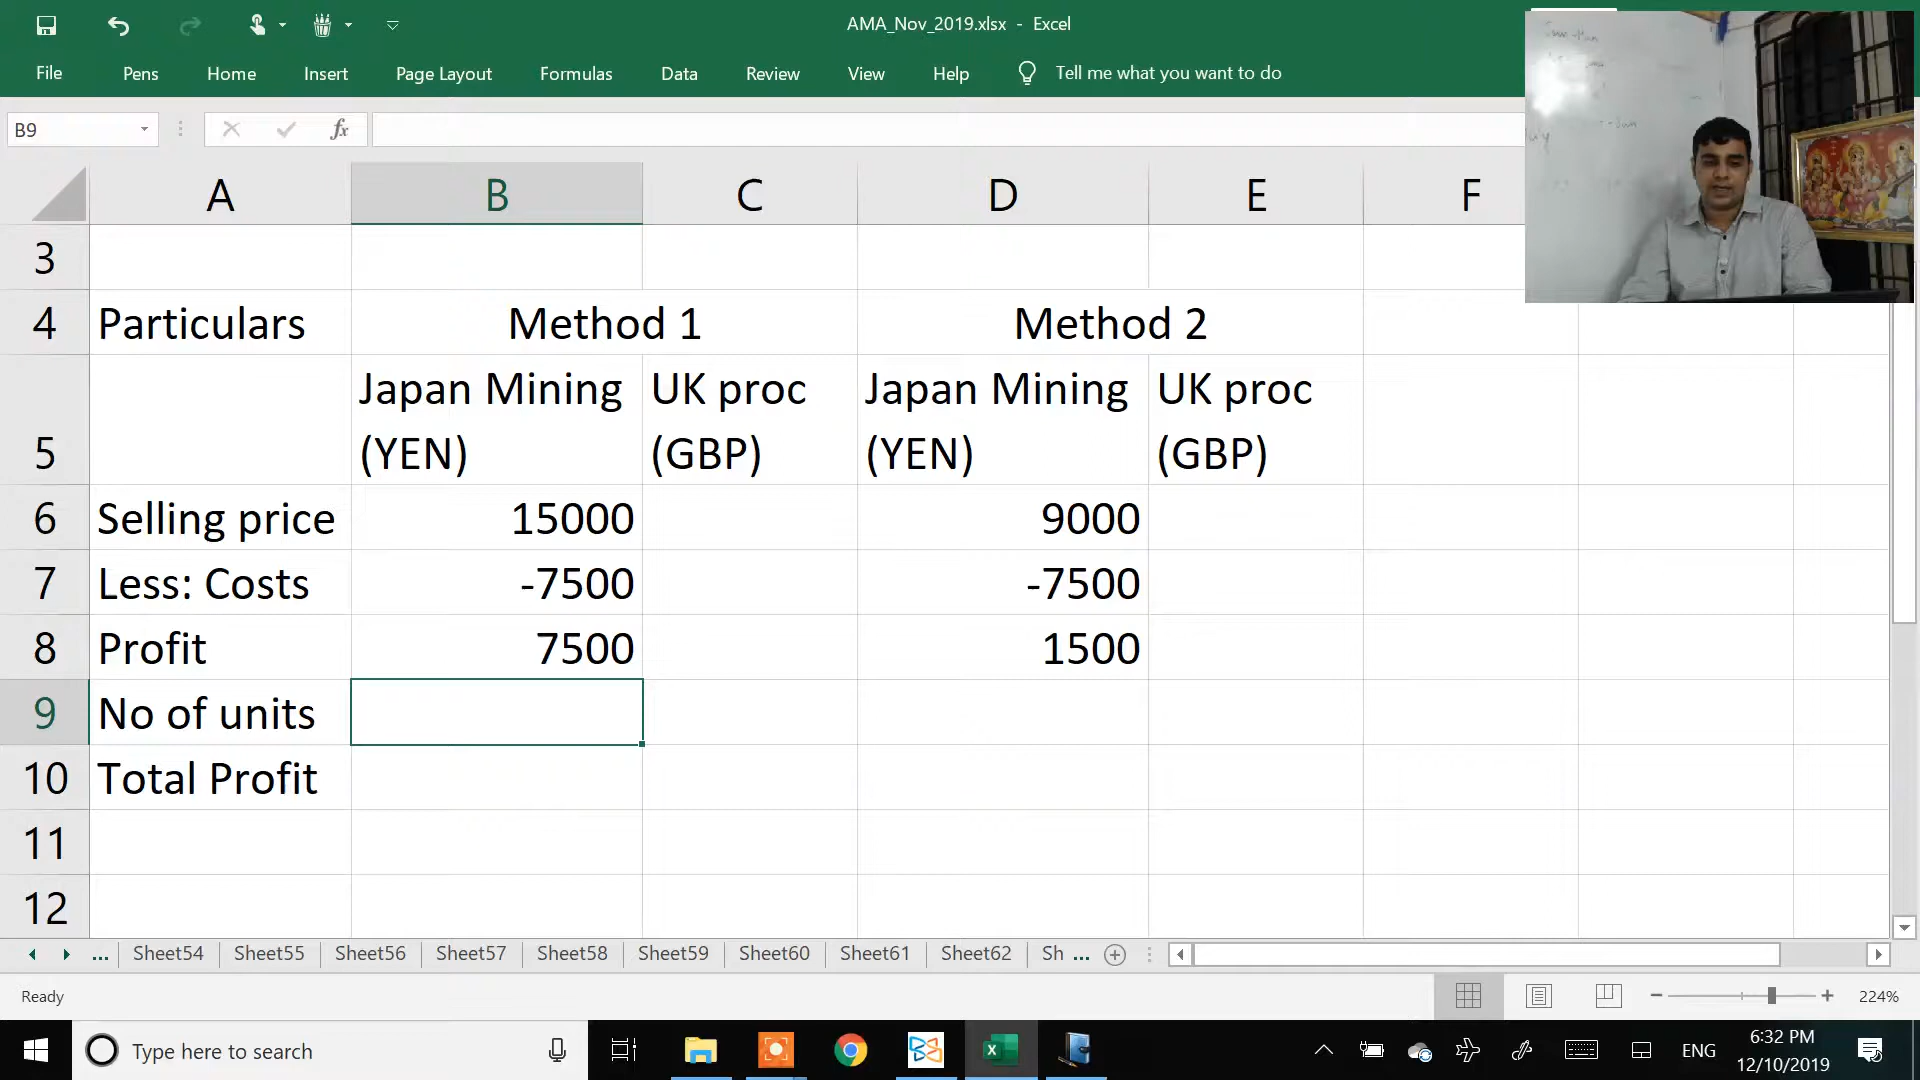 AMA_Nov_2019.xlsx - Excel
File Pens Home Insert Page Layout Formulas Data Review View Help Tell me what you want to do
B9 fx
A B C D E F
3
4 Particulars Method 1 Method 2
Japan Mining UK proc Japan Mining UK proc
5 (YEN) (GBP) (YEN) (GBP)
6 Selling price 15000 9000
7 Less: Costs -7500 -7500
8 Profit 7500 1500
9 No of units
10 Total Profit
11
12
... Sheet54 Sheet55 Sheet56 Sheet57 Sheet58 Sheet59 Sheet60 Sheet61 Sheet62 Sh ...
Ready 224%
Type here to search ENG 6:32 PM
12/10/2019